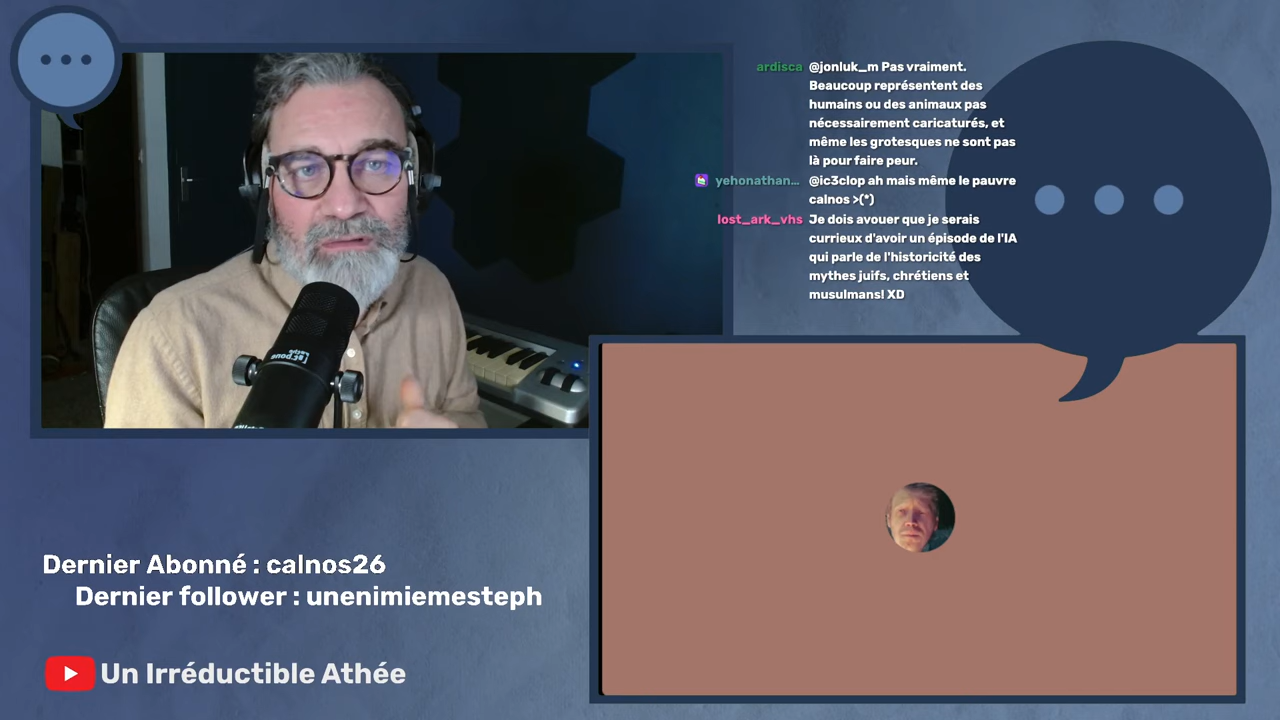 ardisca @jonluk_m Pas vraiment.
Beaucoup représentent des
humains ou des animaux pas
nécessairement caricaturés, et
même les grotesques ne sont pas
là pour faire peur.
yehonathan... @ic3clop ah mais même le pauvre
calnos >(*)
lost_ark_vhs Je dois avouer que je serais
currieux d'avoir un épisode de l'IA
qui parle de l'historicité des
mythes juifs, chrétiens et
musulmans! XD
Dernier Abonné : calnos26
Dernier follower : unenimiemesteph
Un Irréductible Athée